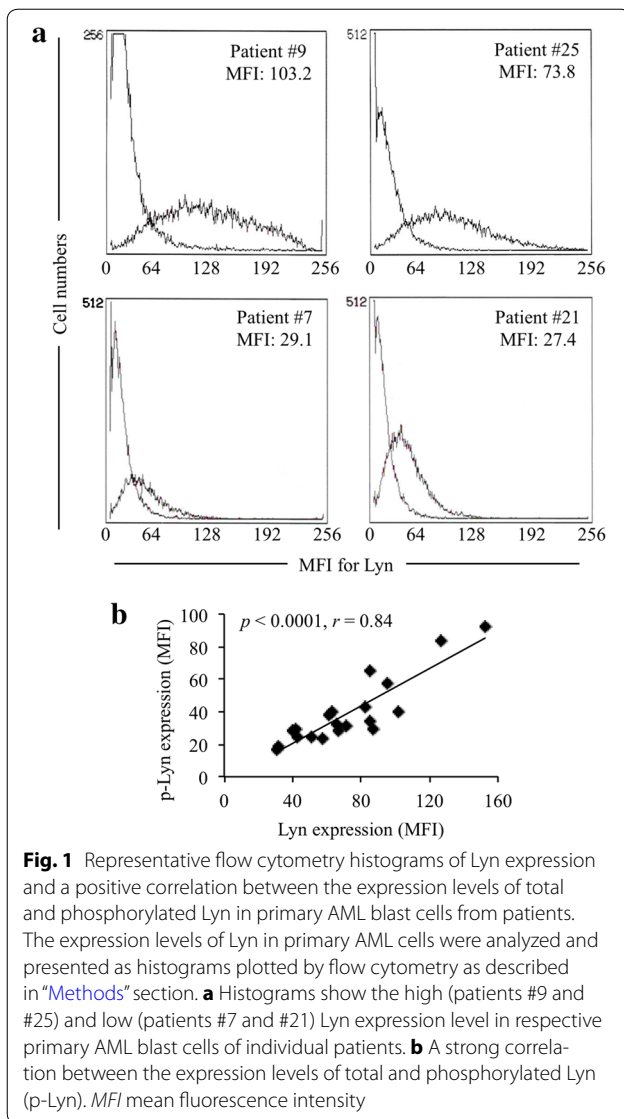 a
256
Patient #9
MFI: 103.2
0 64 128 192 256
512
Patient #25
MFI: 73.8
0 64 128 192 256
Cell numbers
512
Patient #7
MFI: 29.1
0 64 128 192 256
512
Patient #21
MFI: 27.4
0 64 128 192 256
MFI for Lyn
b
p < 0.0001, r = 0.84
p-Lyn expression (MFI)
100
80
60
40
20
0
0 40 80 120 160
Lyn expression (MFI)
Fig. 1 Representative flow cytometry histograms of Lyn expression
and a positive correlation between the expression levels of total
and phosphorylated Lyn in primary AML blast cells from patients.
The expression levels of Lyn in primary AML cells were analyzed and
presented as histograms plotted by flow cytometry as described
in “Methods” section. a Histograms show the high (patients #9 and
#25) and low (patients #7 and #21) Lyn expression level in respective
primary AML blast cells of individual patients. b A strong correla-
tion between the expression levels of total and phosphorylated Lyn
(p-Lyn). MFI mean fluorescence intensity